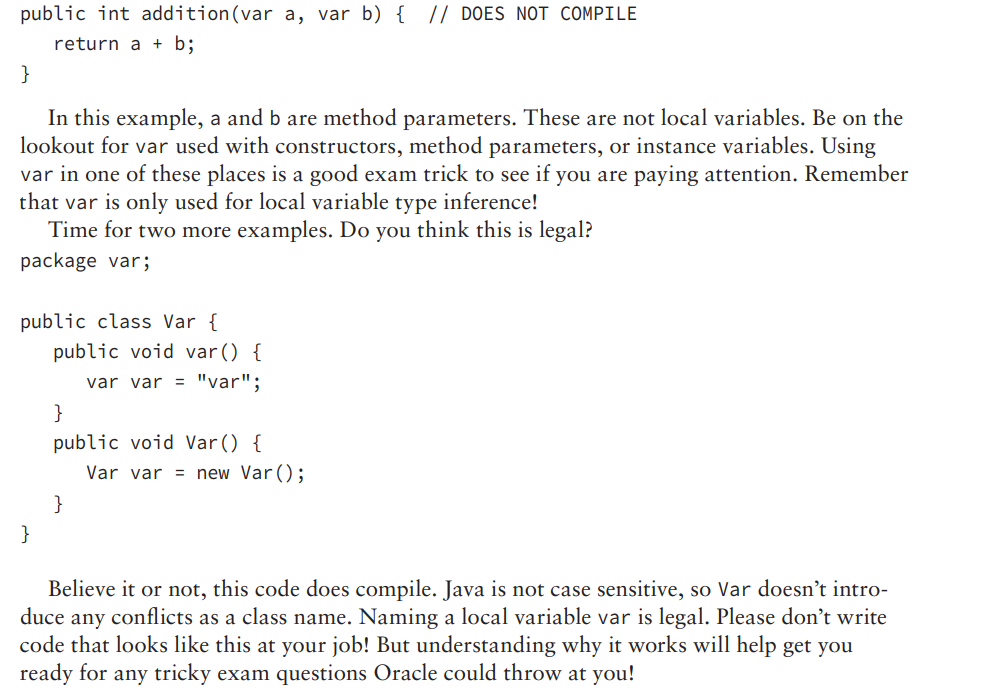 public int addition(var a, var b) {  // DOES NOT COMPILE
   return a + b;
}
In this example, a and b are method parameters. These are not local variables. Be on the
lookout for var used with constructors, method parameters, or instance variables. Using
var in one of these places is a good exam trick to see if you are paying attention. Remember
that var is only used for local variable type inference!
Time for two more examples. Do you think this is legal?
package var;
public class Var {
   public void var() {
      var var = "var";
   }
   public void Var() {
      Var var = new Var();
   }
}
Believe it or not, this code does compile. Java is not case sensitive, so Var doesn’t intro-
duce any conflicts as a class name. Naming a local variable var is legal. Please don’t write
code that looks like this at your job! But understanding why it works will help get you
ready for any tricky exam questions Oracle could throw at you!